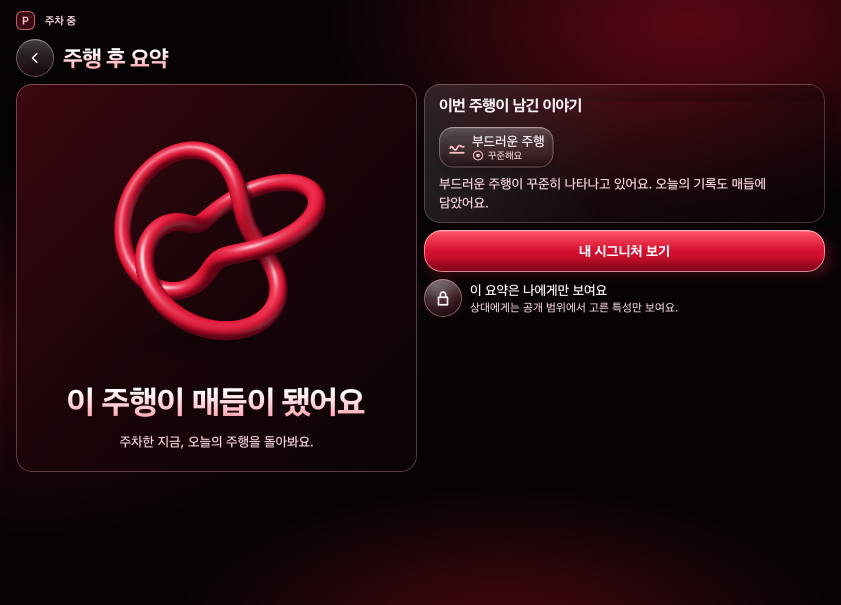 P 주차 중
주행 후 요약
이 주행이 매듭이 됐어요
주차한 지금, 오늘의 주행을 돌아봐요.
이번 주행이 남긴 이야기
부드러운 주행
꾸준해요
부드러운 주행이 꾸준히 나타나고 있어요. 오늘의 기록도 매듭에
담았어요.
내 시그니처 보기
이 요약은 나에게만 보여요
상대에게는 공개 범위에서 고른 특성만 보여요.